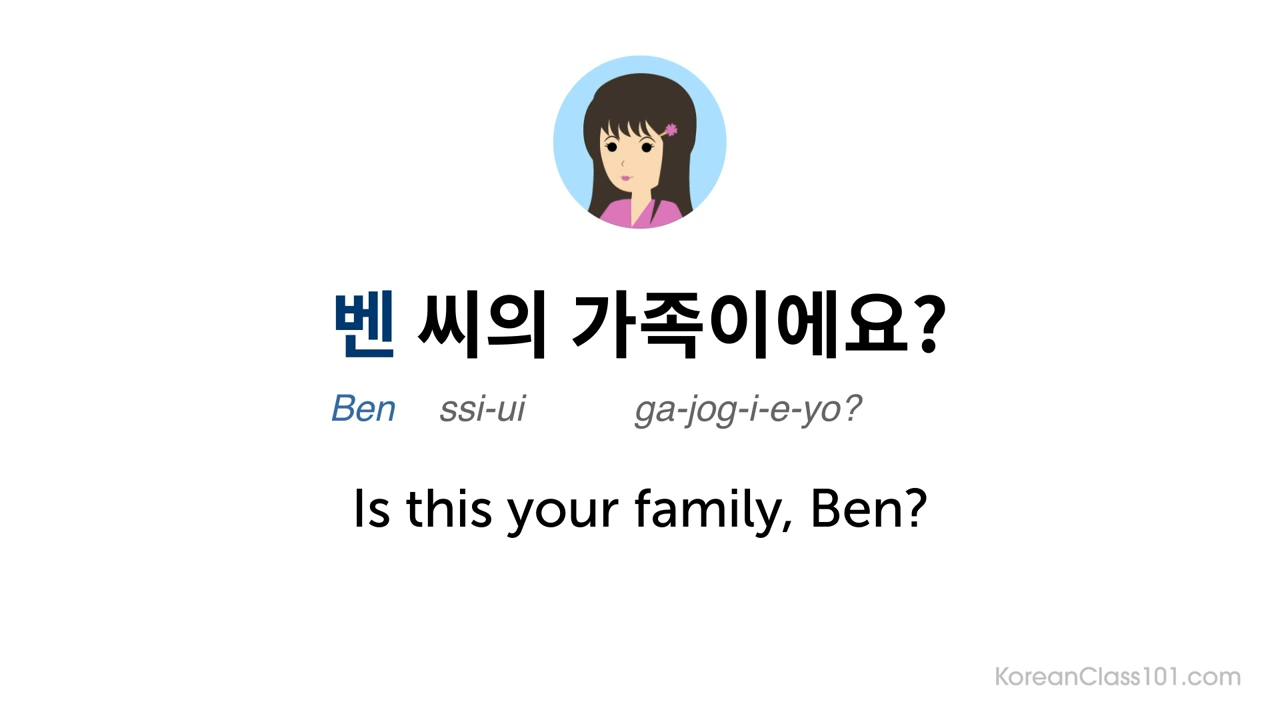 벤 씨의 가족이에요?
Ben ssi-ui ga-jog-i-e-yo?
Is this your family, Ben?
KoreanClass101.com